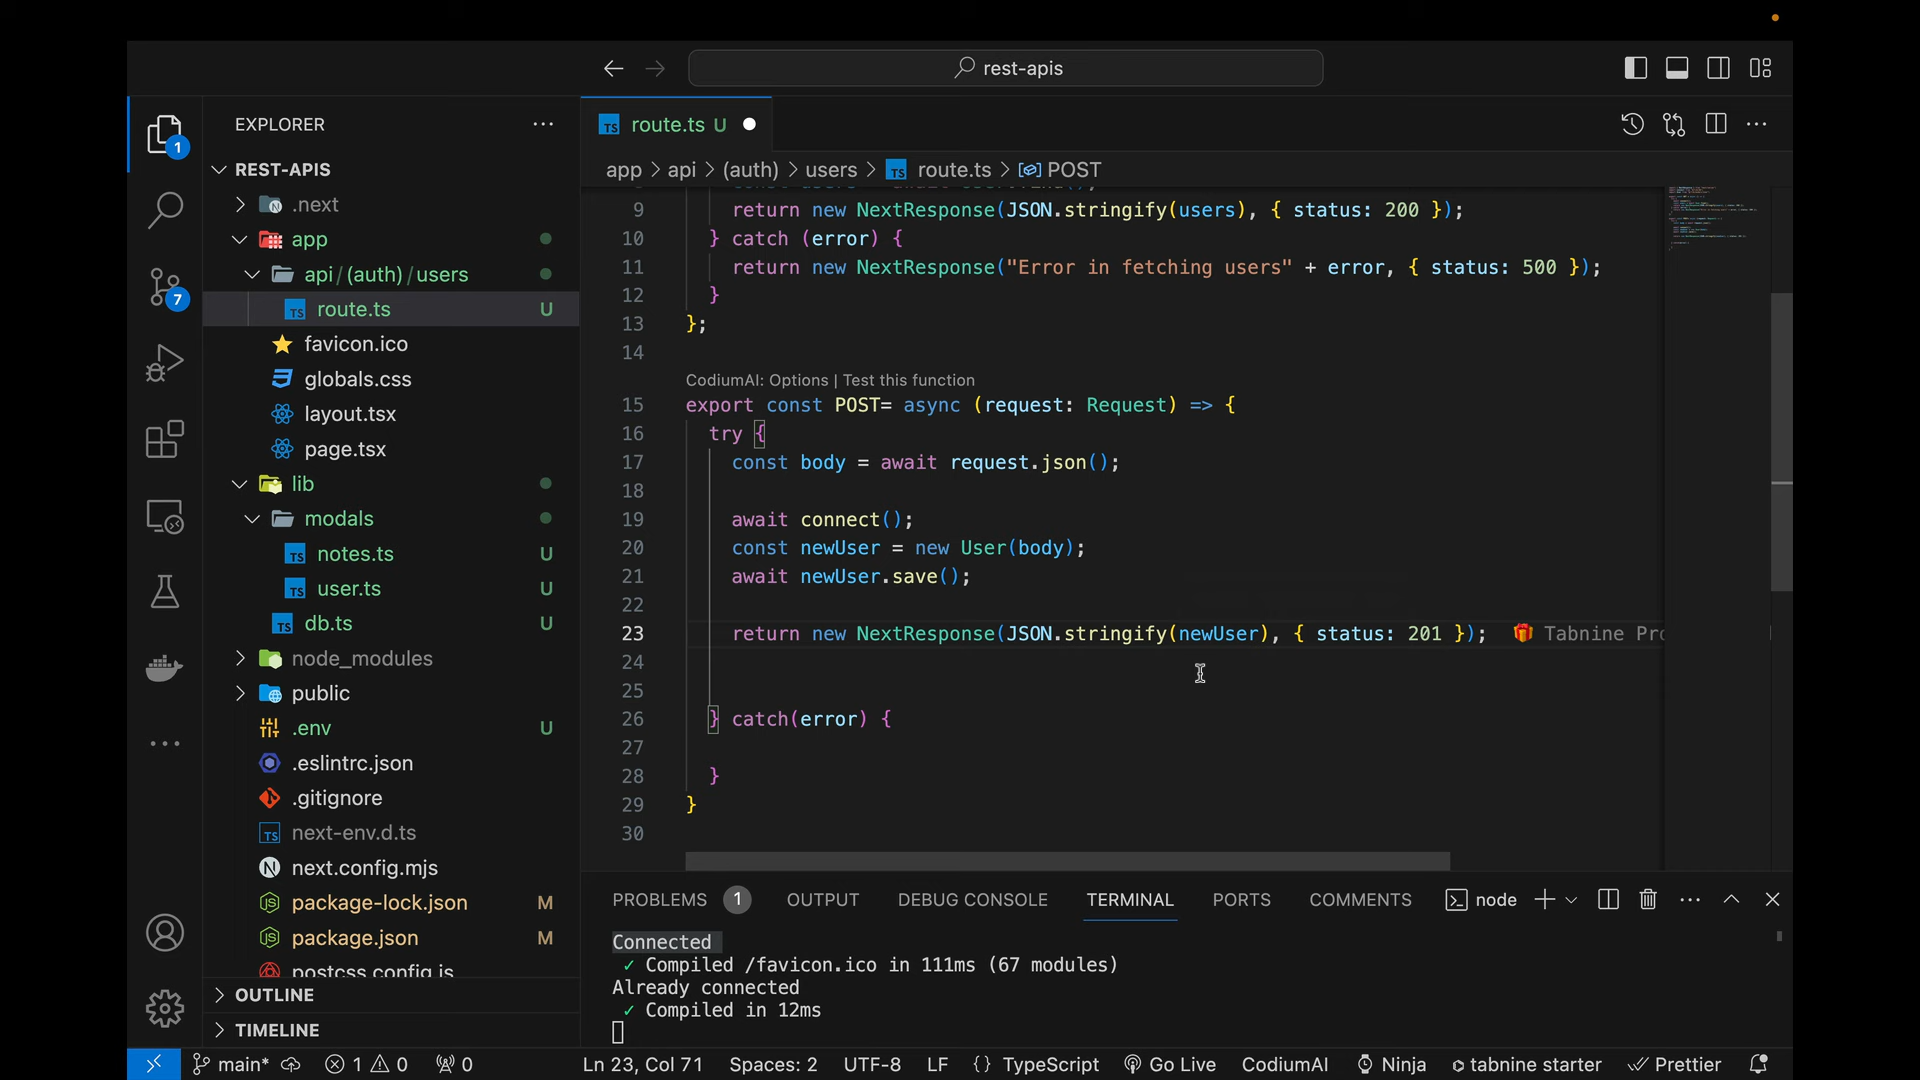 rest-apis
EXPLORER
REST-APIS
.next
app
api/(auth)/users
route.ts U
favicon.ico
globals.css
layout.tsx
page.tsx
lib
modals
notes.ts U
user.ts U
db.ts U
node_modules
public
.env U
.eslintrc.json
.gitignore
next-env.d.ts
next.config.mjs
package-lock.json M
package.json M
postcss.config.js
OUTLINE
TIMELINE
1
7
route.ts U
app > api > (auth) > users > route.ts > POST
9 return new NextResponse(JSON.stringify(users), { status: 200 });
10 } catch (error) {
11 return new NextResponse("Error in fetching users" + error, { status: 500 });
12 }
13 };
14
CodiumAI: Options | Test this function
15 export const POST= async (request: Request) => {
16 try {
17 const body = await request.json();
18
19 await connect();
20 const newUser = new User(body);
21 await newUser.save();
22
23 return new NextResponse(JSON.stringify(newUser), { status: 201 }); Tabnine Pro
24
25
26 } catch(error) {
27
28 }
29 }
30
PROBLEMS 1 OUTPUT DEBUG CONSOLE TERMINAL PORTS COMMENTS node
Connected
✓ Compiled /favicon.ico in 111ms (67 modules)
Already connected
✓ Compiled in 12ms
main* 1 0 0 Ln 23, Col 71 Spaces: 2 UTF-8 LF {} TypeScript Go Live CodiumAI Ninja tabnine starter Prettier